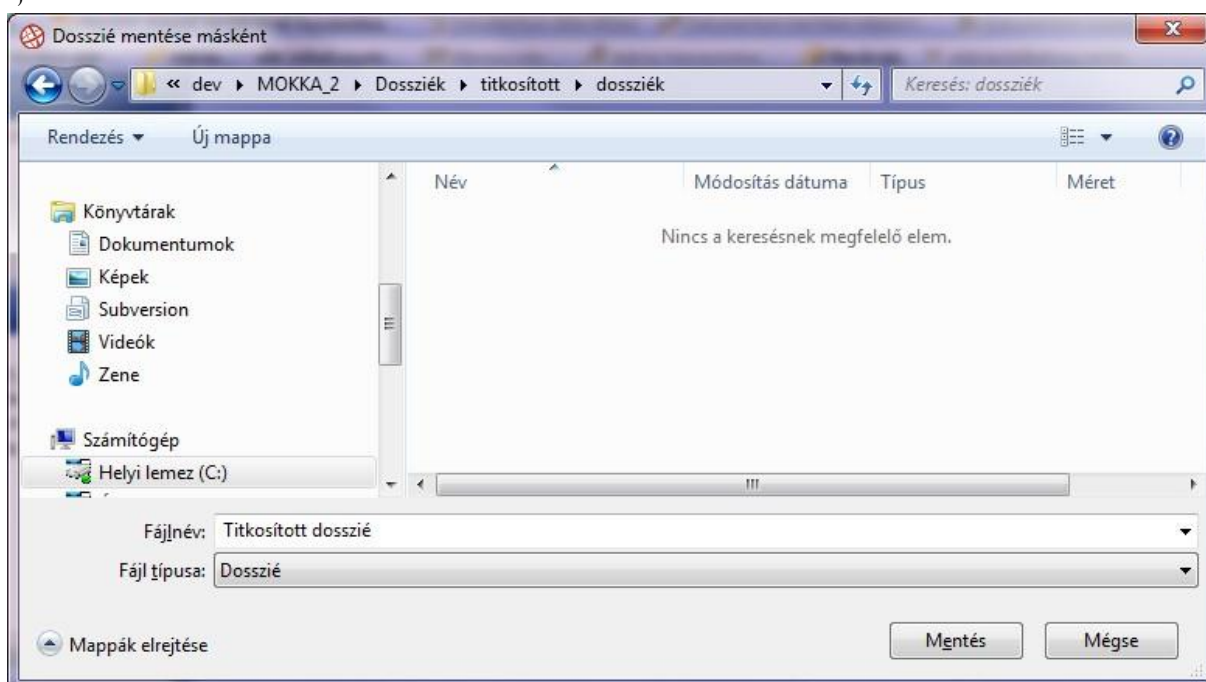 Dosszié mentése másként
« dev ▸ MOKKA_2 ▸ Dossziék ▸ titkosított ▸ dossziék
Keresés: dossziék
Rendezés
Új mappa
Név
Módosítás dátuma
Típus
Méret
Nincs a keresésnek megfelelő elem.
Könyvtárak
Dokumentumok
Képek
Subversion
Videók
Zene
Számítógép
Helyi lemez (C:)
Fájlnév: Titkosított dosszié
Fájl típusa: Dosszié
Mappák elrejtése
Mentés
Mégse